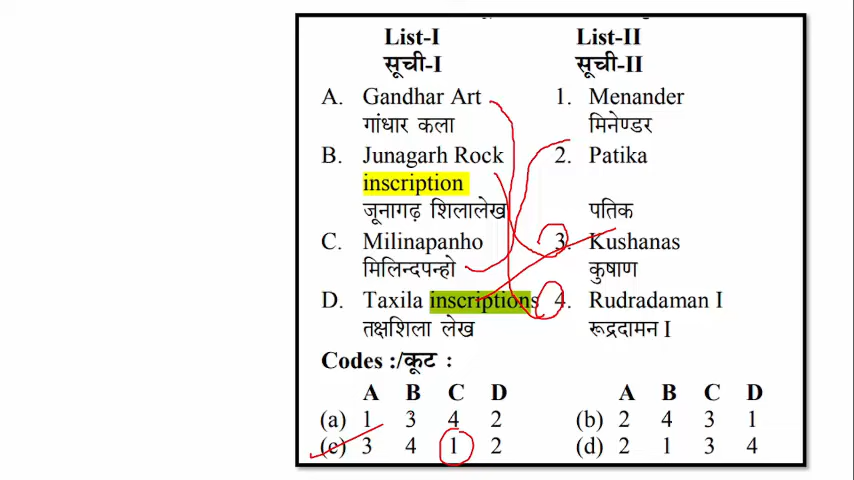 List-I List-II
सूची-I सूची-II
A. Gandhar Art 1. Menander
गांधार कला मिनेण्डर
B. Junagarh Rock 2. Patika
inscription
जूनागढ़ शिलालेख पतिक
C. Milinapanho 3. Kushanas
मिलिन्दपन्हो कुषाण
D. Taxila inscriptions 4. Rudradaman I
तक्षशिला लेख रूद्रदामन I
Codes :/कूट :
A B C D A B C D
(a) 1 3 4 2 (b) 2 4 3 1
(c) 3 4 1 2 (d) 2 1 3 4